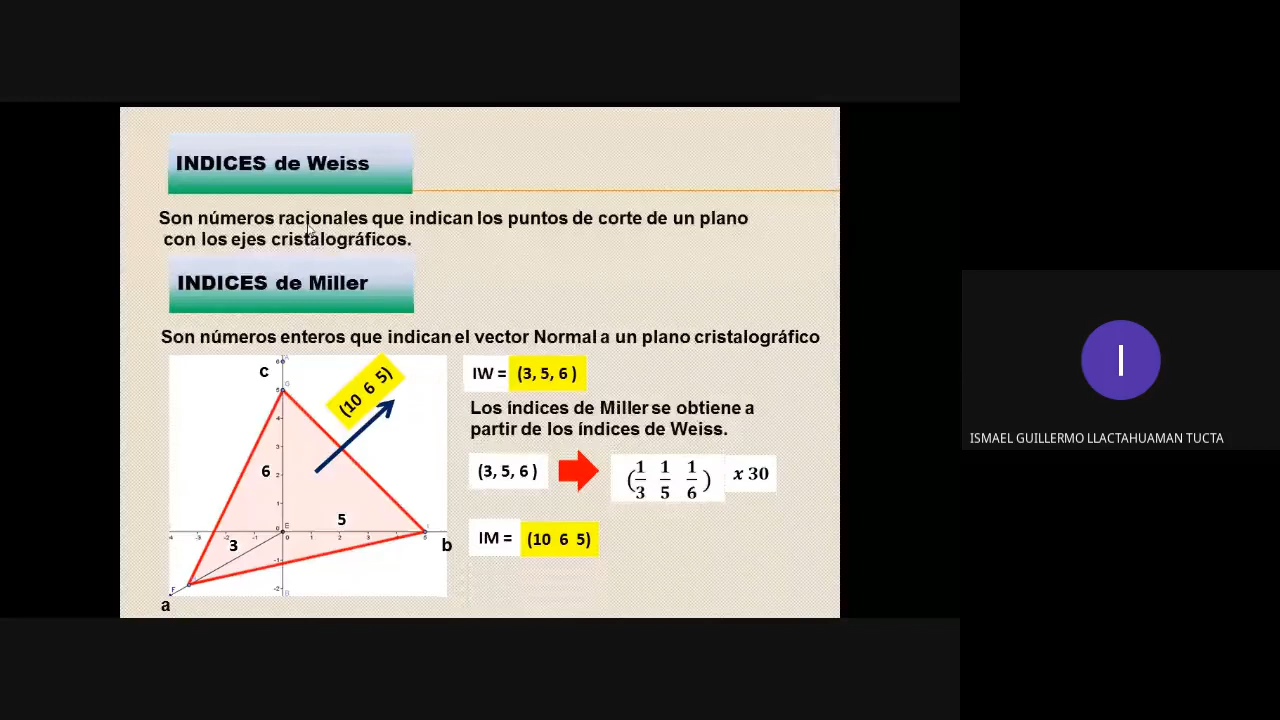 INDICES de Weiss
Son números racionales que indican los puntos de corte de un plano
con los ejes cristalográficos.
INDICES de Miller
Son números enteros que indican el vector Normal a un plano cristalográfico
c
(10 6 5)
6
5
3
b
a
IW = (3, 5, 6 )
Los índices de Miller se obtiene a
partir de los índices de Weiss.
(3, 5, 6 )
(1/3 1/5 1/6) x 30
IM = (10 6 5)
I
ISMAEL GUILLERMO LLACTAHUAMAN TUCTA